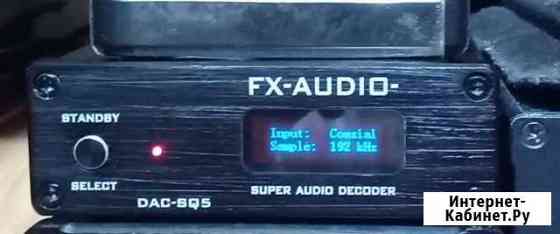 FX-AUDIO-
STANDBY
Input: Coaxial
Sample: 192 kHz
SELECT
SUPER AUDIO DECODER
DAC-SQ5
Интернет-
Кабинет.Ру